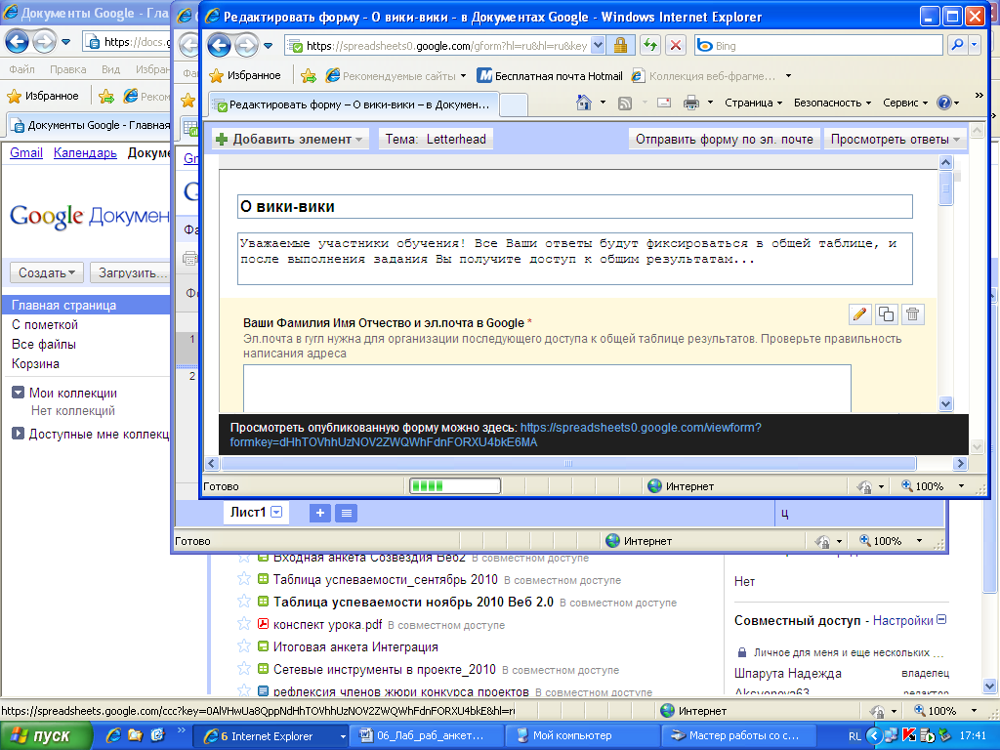 Документы Google - Гла
Редактировать форму - О вики-вики - в Документах Google - Windows Internet Explorer
https://docs.g
https://spreadsheets0.google.com/gform?hl=ru&hl=ru&key
Bing
Файл Правка Вид Избран
Избранное
Реком
Избранное
Рекомендуемые сайты
Бесплатная почта Hotmail
Коллекция веб-фрагме...
Документы Google - Главная
Редактировать форму – О вики-вики – в Докумен...
Страница
Безопасность
Сервис
Gmail Календарь Докуме
Добавить элемент
Тема: Letterhead
Отправить форму по эл. почте
Просмотреть ответы
О вики-вики
Уважаемые участники обучения! Все Ваши ответы будут фиксироваться в общей таблице, и
после выполнения задания Вы получите доступ к общим результатам...
Google Докумен
Создать
Загрузить...
Главная страница
С пометкой
Все файлы
Корзина
Мои коллекции
Нет коллекций
Доступные мне коллекц
Gm
Фа
Фо
1
2
Ваши Фамилия Имя Отчество и эл.почта в Google *
Эл.почта в гугл нужна для организации последующего доступа к общей таблице результатов. Проверьте правильность
написания адреса
Просмотреть опубликованную форму можно здесь: https://spreadsheets0.google.com/viewform?
formkey=dHhTOVhhUzNOV2ZWQWhFdnFORXU4bkE6MA
Готово
Интернет
100%
Лист1
ц
Готово
Интернет
100%
Входная анкета Созвездия Веб2 В совместном доступе
Таблица успеваемости_сентябрь 2010 В совместном доступе
Таблица успеваемости ноябрь 2010 Веб 2.0 В совместном доступе
конспект урока.pdf В совместном доступе
Итоговая анкета Интеграция
Сетевые инструменты в проекте_2010 В совместном доступе
рефлексия членов жюри конкурса проектов В совместном доступе
Нет
Совместный доступ - Настройки
Личное для меня и еще нескольких ...
Шпарута Надежда владелец
Aksyonova63 редактор
https://spreadsheets.google.com/ccc?key=0AlVHwUa8QppNdHhTOVhhUzNOV2ZWQWhFdnFORXU4bkE&hl=ru
Интернет
100%
пуск
6 Internet Explorer
06_Лаб_раб_анкет...
Мой компьютер
Мастер работы со с...
RL
17:41